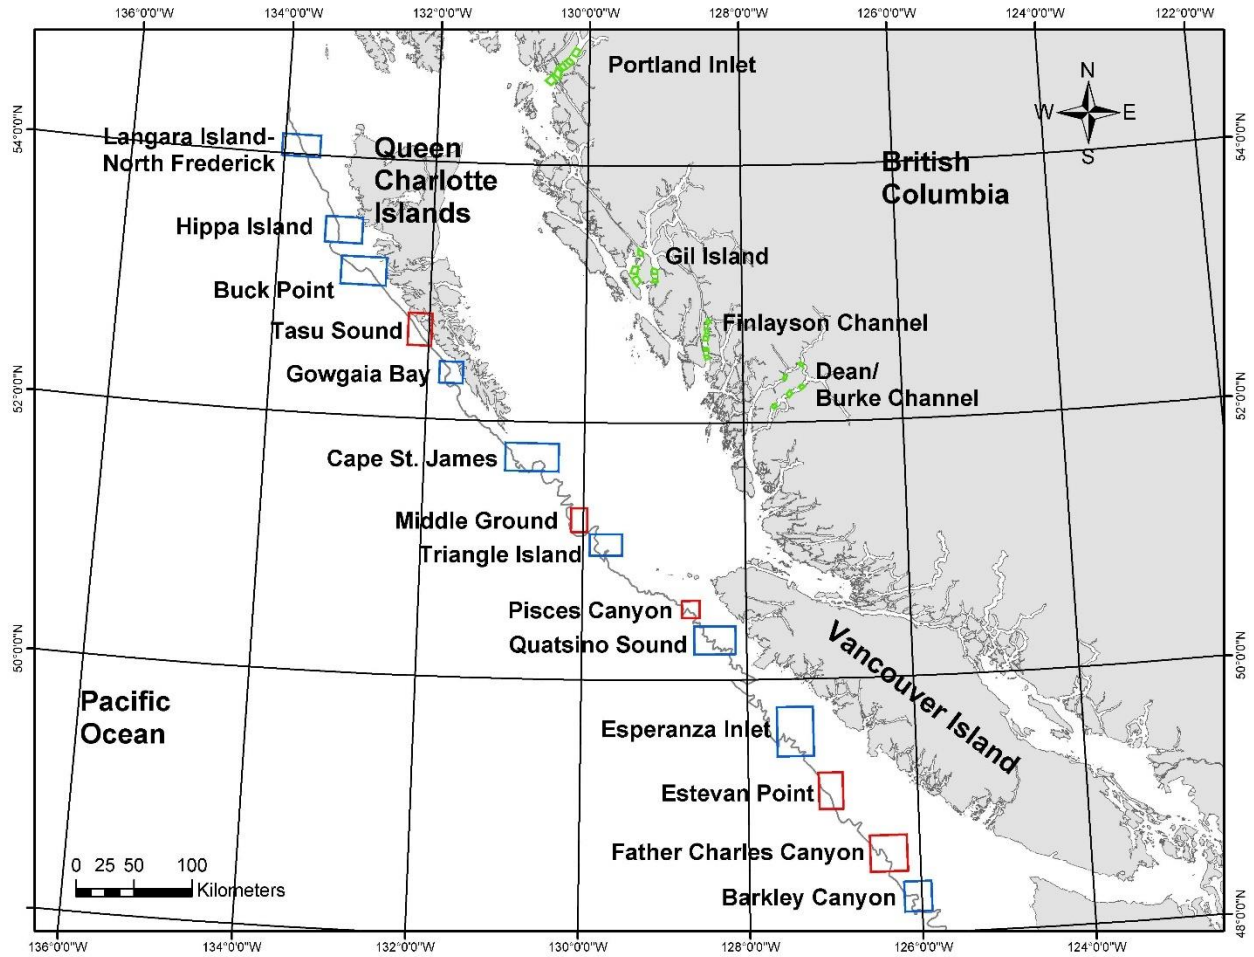 136°0'0"W 134°0'0"W 132°0'0"W 130°0'0"W 128°0'0"W 126°0'0"W 124°0'0"W 122°0'0"W
Portland Inlet
N
W E
S
54°0'0"N
54°0'0"N
Langara Island-
North Frederick
Queen
Charlotte
Islands
British
Columbia
Hippa Island
Gil Island
Buck Point
Tasu Sound
Finlayson Channel
Gowgaia Bay
Dean/
Burke Channel
52°0'0"N
52°0'0"N
Cape St. James
Middle Ground
Triangle Island
Pisces Canyon
Quatsino Sound
50°0'0"N
50°0'0"N
Vancouver Island
Pacific
Ocean
Esperanza Inlet
Estevan Point
Father Charles Canyon
0 25 50 100
Kilometers
Barkley Canyon
48°0'0"N
136°0'0"W 134°0'0"W 132°0'0"W 130°0'0"W 128°0'0"W 126°0'0"W 124°0'0"W